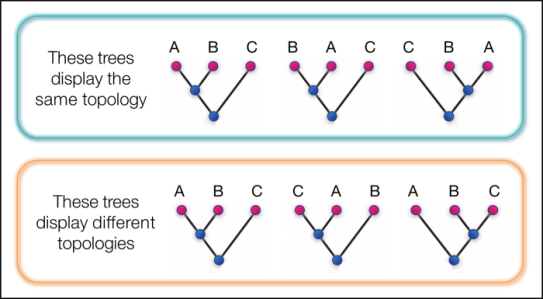 A B C B A C C B A
These trees
display the
same topology
A B C C A B A B C
These trees
display different
topologies